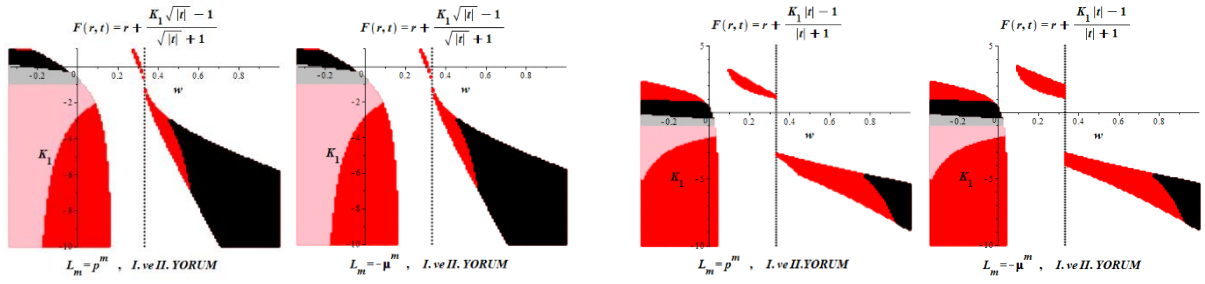 F(r, t) = r + (K₁ √|t| − 1) / (√|t| + 1)
-0.2 0 0.2 0.4 0.6 0.8
w
-2
-4
-6
-8
-10
K₁
L_m = p^m , I. ve II. YORUM
F(r, t) = r + (K₁ √|t| − 1) / (√|t| + 1)
-0.2 0 0.2 0.4 0.6 0.8
w
-2
-4
-6
-8
-10
K₁
L_m = −μ^m , I. ve II. YORUM
F(r, t) = r + (K₁ |t| − 1) / (|t| + 1)
5
-0.2 0 0.2 0.4 0.6 0.8
w
-5
-10
K₁
L_m = p^m , I. ve II. YORUM
F(r, t) = r + (K₁ |t| − 1) / (|t| + 1)
5
-0.2 0 0.2 0.4 0.6 0.8
w
-5
-10
K₁
L_m = −μ^m , I. ve II. YORUM